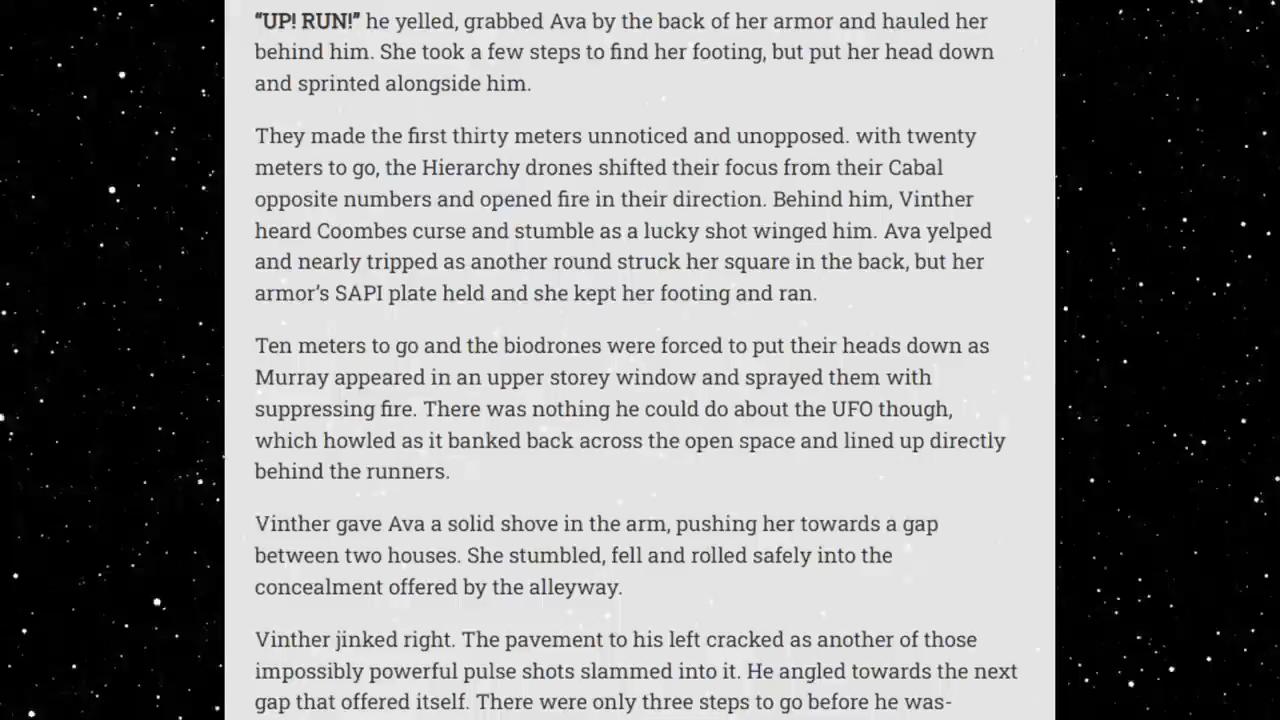 “UP! RUN!” he yelled, grabbed Ava by the back of her armor and hauled her
behind him. She took a few steps to find her footing, but put her head down
and sprinted alongside him.
They made the first thirty meters unnoticed and unopposed. with twenty
meters to go, the Hierarchy drones shifted their focus from their Cabal
opposite numbers and opened fire in their direction. Behind him, Vinther
heard Coombes curse and stumble as a lucky shot winged him. Ava yelped
and nearly tripped as another round struck her square in the back, but her
armor’s SAPI plate held and she kept her footing and ran.
Ten meters to go and the biodrones were forced to put their heads down as
Murray appeared in an upper storey window and sprayed them with
suppressing fire. There was nothing he could do about the UFO though,
which howled as it banked back across the open space and lined up directly
behind the runners.
Vinther gave Ava a solid shove in the arm, pushing her towards a gap
between two houses. She stumbled, fell and rolled safely into the
concealment offered by the alleyway.
Vinther jinked right. The pavement to his left cracked as another of those
impossibly powerful pulse shots slammed into it. He angled towards the next
gap that offered itself. There were only three steps to go before he was-